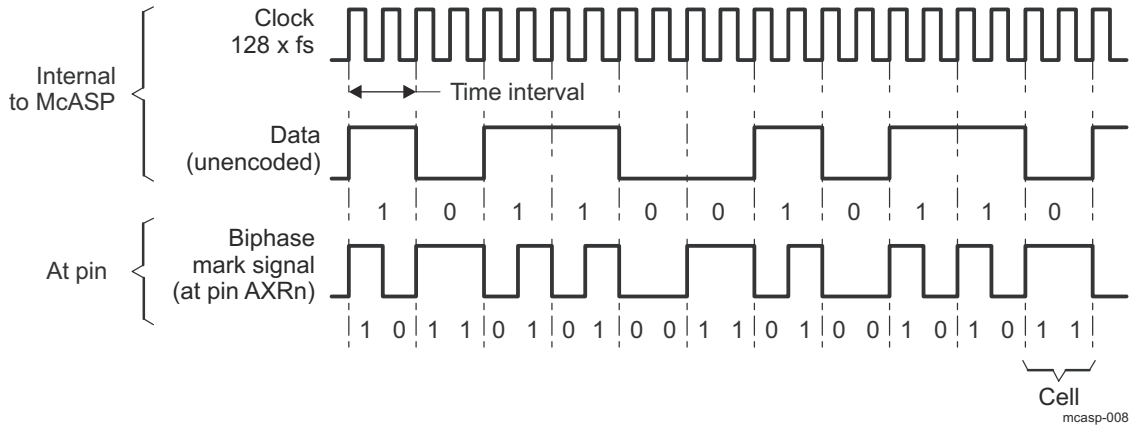 Clock
128 x fs
Internal
to McASP
Time interval
Data
(unencoded)
1 0 1 1 0 0 1 0 1 1 0
Biphase
mark signal
(at pin AXRn)
At pin
1 0 1 1 0 1 0 1 0 0 1 1 0 1 0 0 1 0 1 0 1 1
Cell
mcasp-008